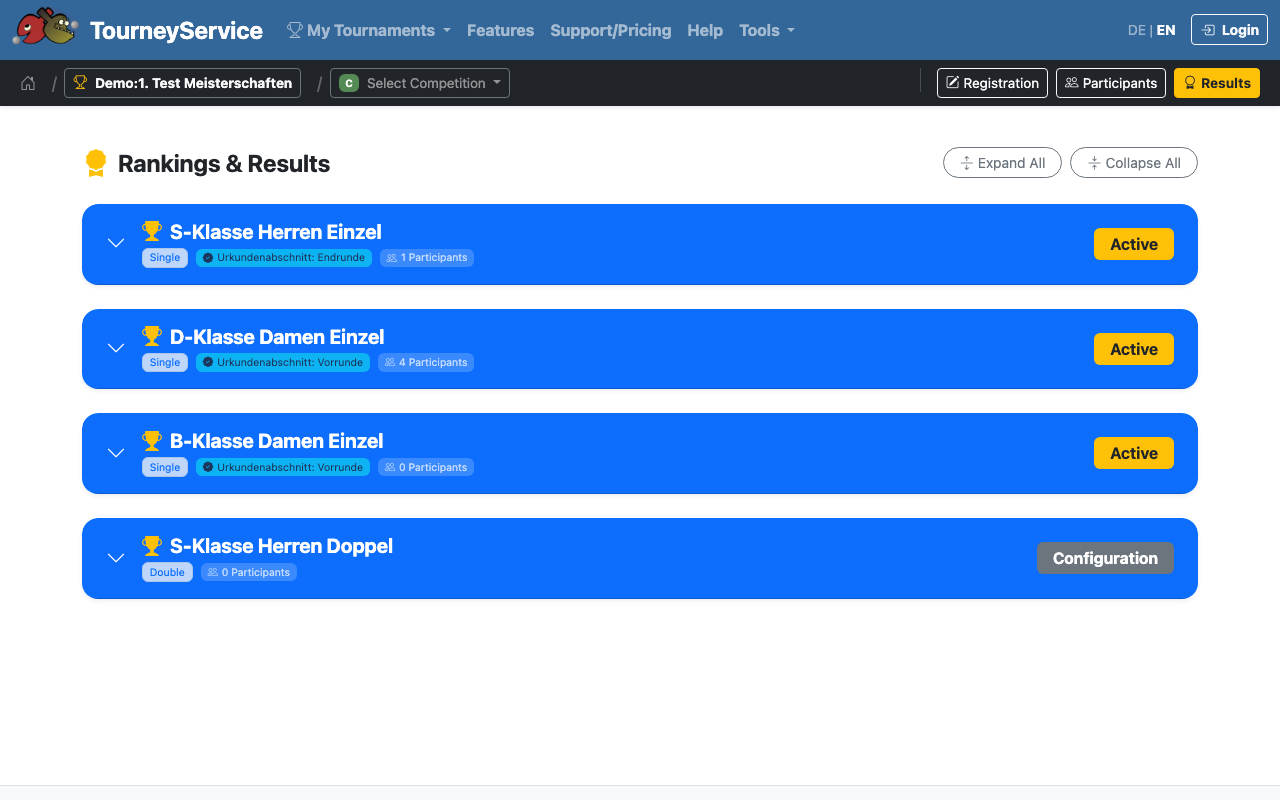 TourneyService My Tournaments Features Support/Pricing Help Tools DE | EN Login
/ Demo:1. Test Meisterschaften / C Select Competition Registration Participants Results
Rankings & Results Expand All Collapse All
S-Klasse Herren Einzel
Single Urkundenabschnitt: Endrunde 1 Participants
Active
D-Klasse Damen Einzel
Single Urkundenabschnitt: Vorrunde 4 Participants
Active
B-Klasse Damen Einzel
Single Urkundenabschnitt: Vorrunde 0 Participants
Active
S-Klasse Herren Doppel
Double 0 Participants
Configuration